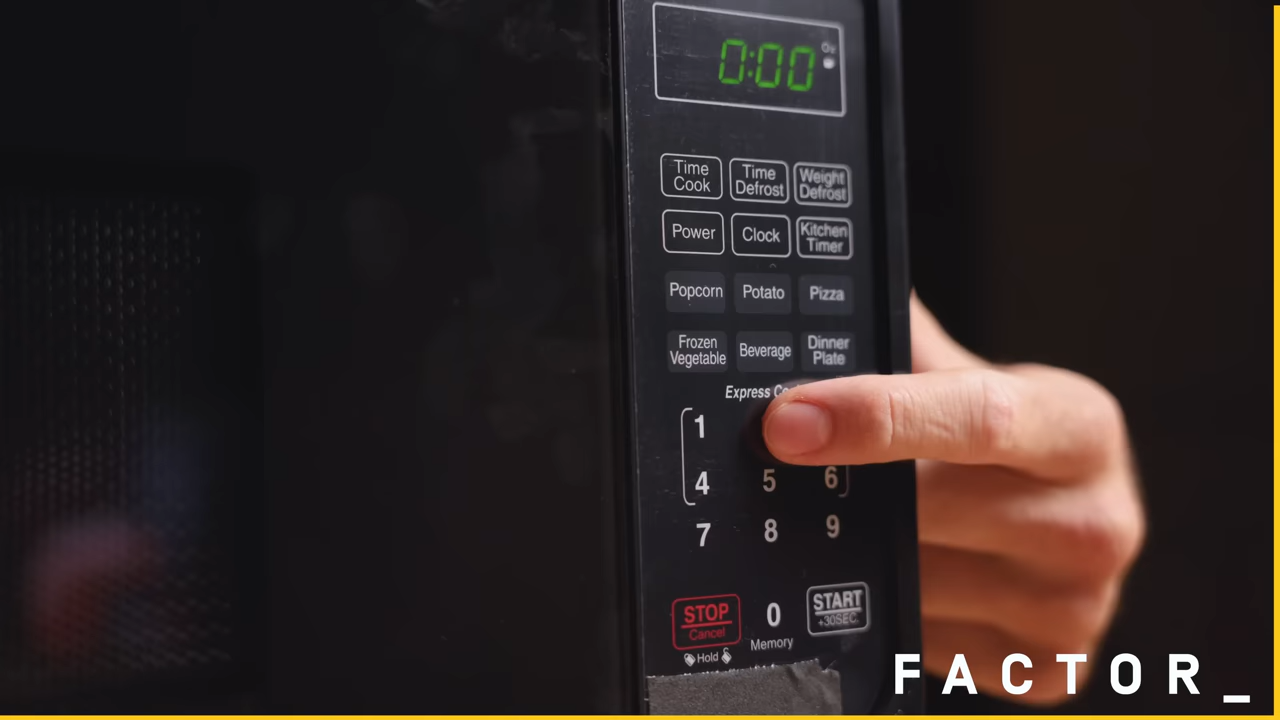 0:00
Time Cook
Time Defrost
Weight Defrost
Power
Clock
Kitchen Timer
Popcorn
Potato
Pizza
Frozen Vegetable
Beverage
Dinner Plate
Express
1
4
5
6
7
8
9
STOP
Cancel
0
START
+30SEC.
Memory
Hold
FACTOR_